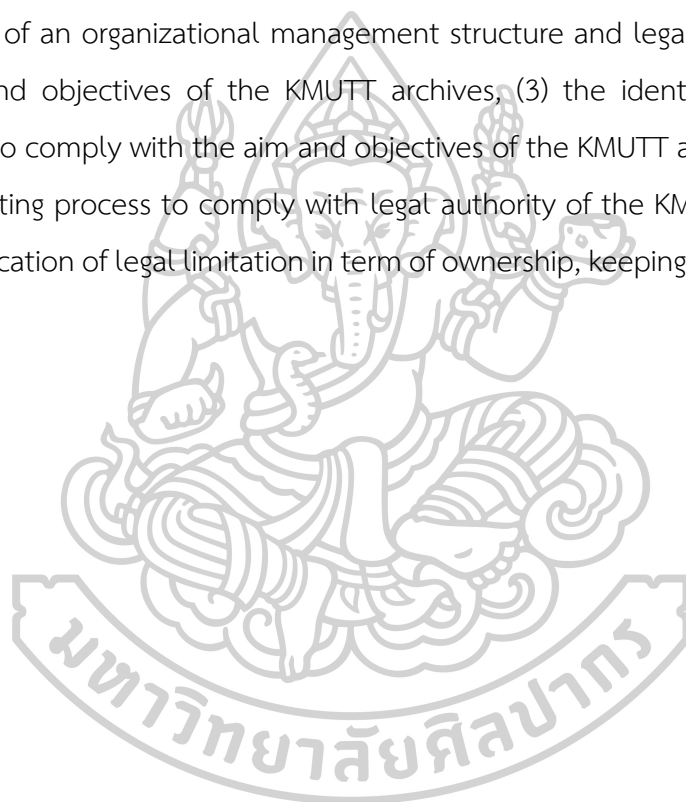 of an organizational management structure and lega
nd objectives of the KMUTT archives, (3) the ident
o comply with the aim and objectives of the KMUTT a
ting process to comply with legal authority of the KM
cation of legal limitation in term of ownership, keeping
มหาวิทยาลัยศิลปากร